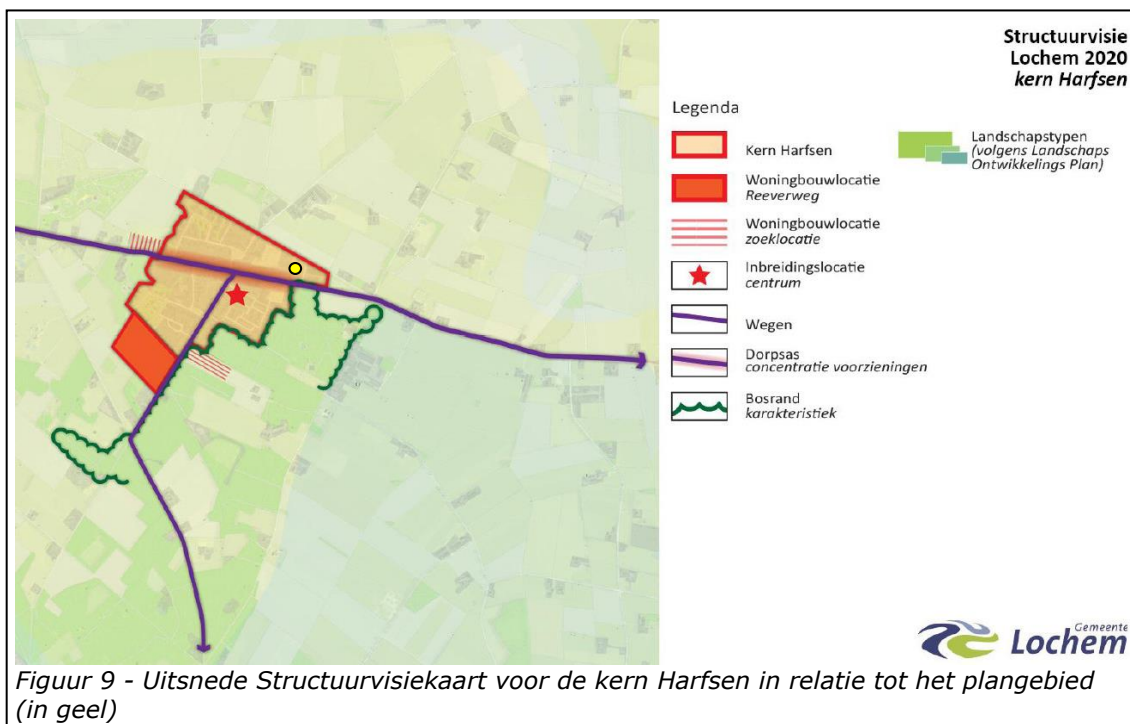 Structuurvisie
Lochem 2020
kern Harfsen
Legenda
Kern Harfsen
Woningbouwlocatie
Reeverweg
Woningbouwlocatie
zoeklocatie
Inbreidingslocatie
centrum
Wegen
Dorpsas
concentratie voorzieningen
Bosrand
karakteristiek
Landschapstypen
(volgens Landschaps
Ontwikkelings Plan)
Gemeente
Lochem
Figuur 9 - Uitsnede Structuurvisiekaart voor de kern Harfsen in relatie tot het plangebied
(in geel)